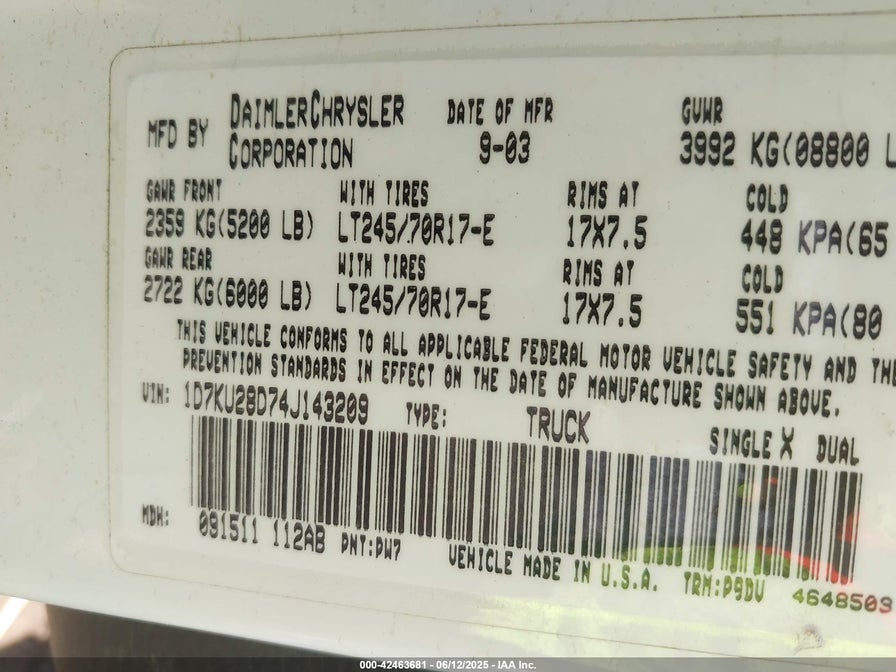 MFD BY DAIMLERCHRYSLER CORPORATION DATE OF MFR 9-03 GVWR 3992 KG(08800 L
GAWR FRONT WITH TIRES RIMS AT COLD
2359 KG(5200 LB) LT245/70R17-E 17X7.5 448 KPA(65
GAWR REAR WITH TIRES RIMS AT COLD
2722 KG(6000 LB) LT245/70R17-E 17X7.5 551 KPA(80
THIS VEHICLE CONFORMS TO ALL APPLICABLE FEDERAL MOTOR VEHICLE SAFETY AND THE
PREVENTION STANDARDS IN EFFECT ON THE DATE OF MANUFACTURE SHOWN ABOVE.
VIN: 1D7KU28D74J143209 TYPE: TRUCK SINGLE X DUAL
MDH: 091511 112AB PNT:PW7 VEHICLE MADE IN U.S.A. TRM:P9DV 4648503
000-42463681 - 06/12/2025 - IAA Inc.